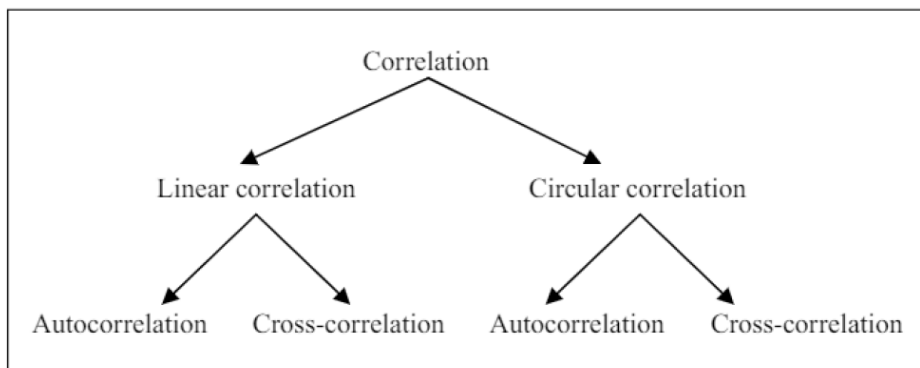 Correlation
Linear correlation
Circular correlation
Autocorrelation
Cross-correlation
Autocorrelation
Cross-correlation